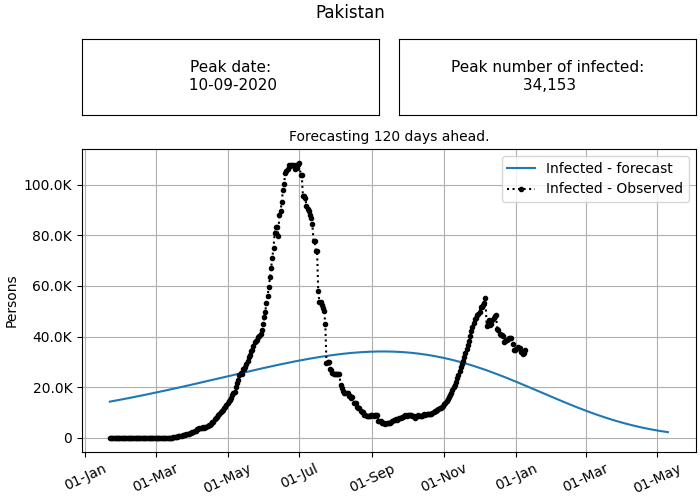 Pakistan
Peak date:
10-09-2020
Peak number of infected:
34,153
Forecasting 120 days ahead.
Infected - forecast
Infected - Observed
100.0K
80.0K
60.0K
40.0K
20.0K
0
Persons
01-Jan
01-Mar
01-May
01-Jul
01-Sep
01-Nov
01-Jan
01-Mar
01-May